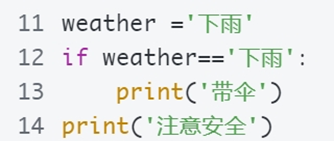 11 weather ='下雨'
12 if weather=='下雨':
13     print('带伞')
14 print('注意安全')